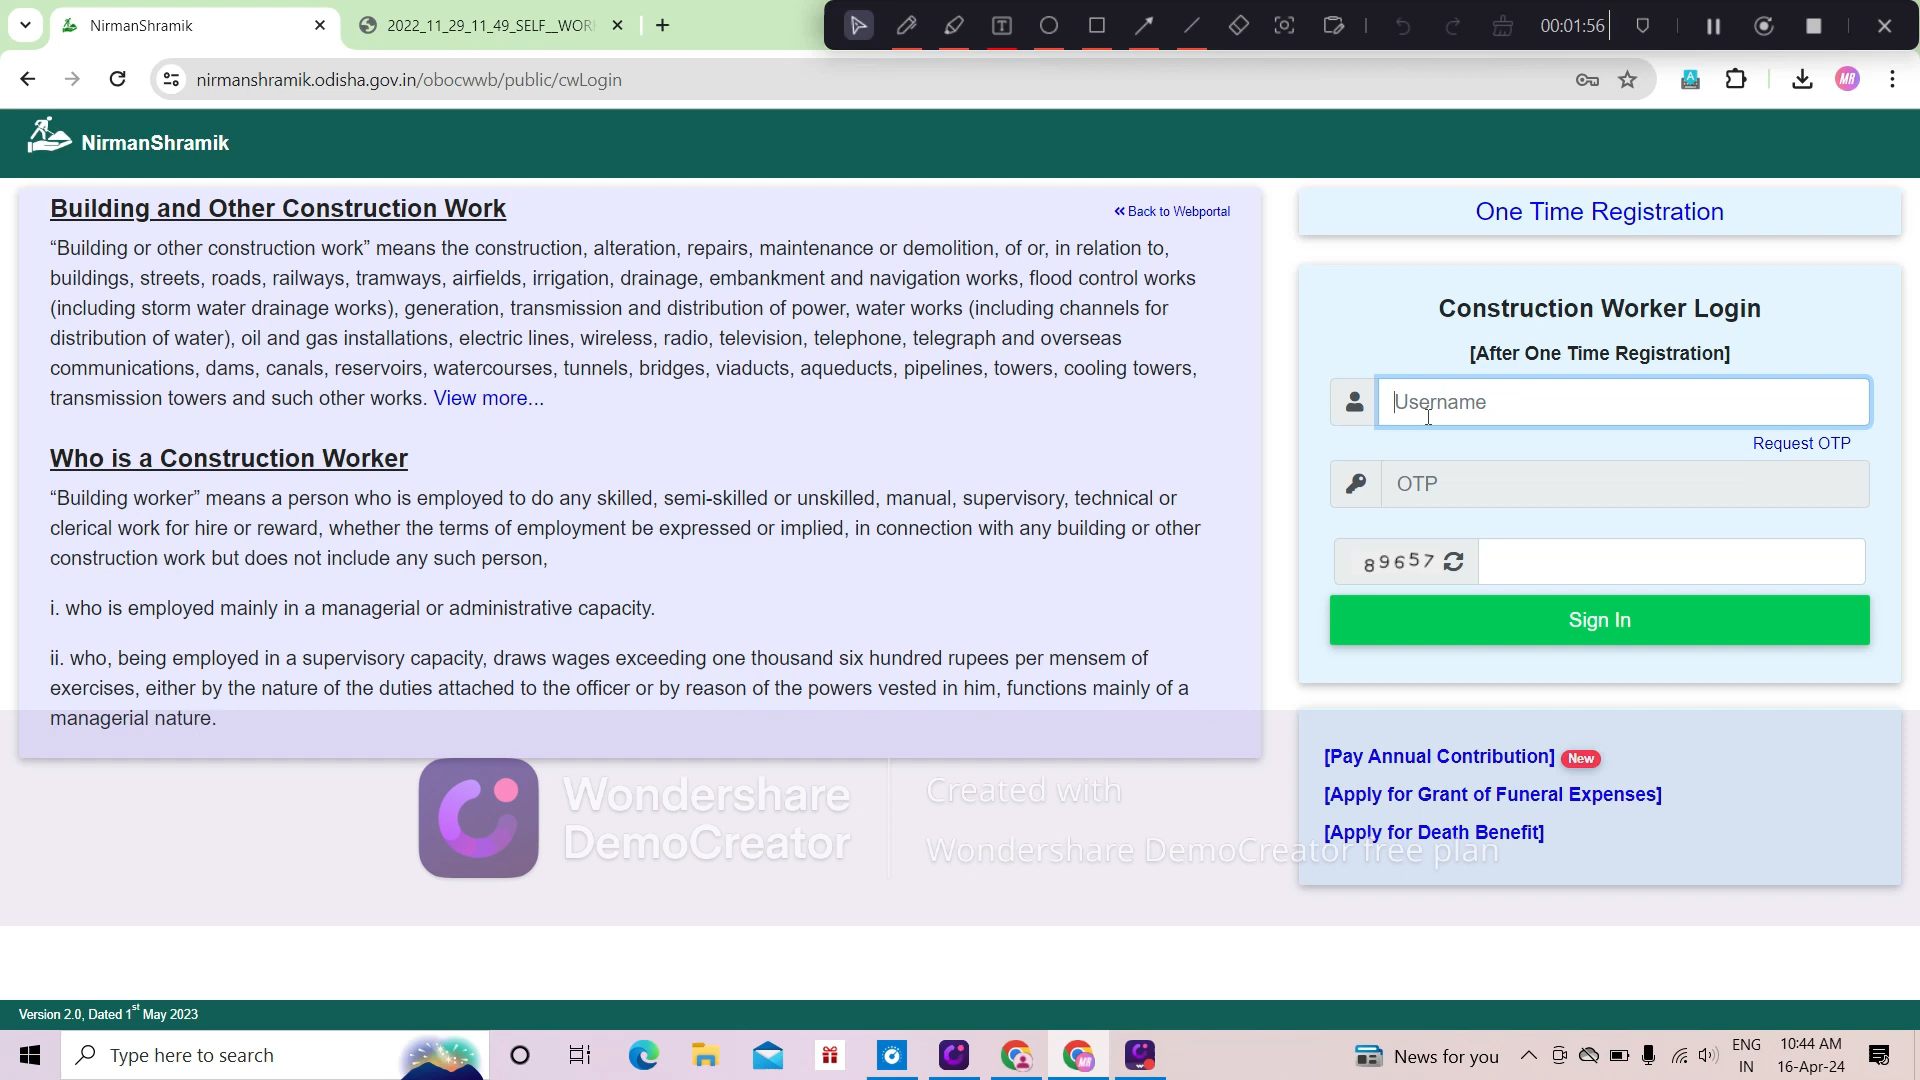 NirmanShramik
2022_11_29_11_49_SELF__WOR
00:01:56
nirmanshramik.odisha.gov.in/obocwwb/public/cwLogin
MR
NirmanShramik
Building and Other Construction Work
Back to Webportal
“Building or other construction work” means the construction, alteration, repairs, maintenance or demolition, of or, in relation to,
buildings, streets, roads, railways, tramways, airfields, irrigation, drainage, embankment and navigation works, flood control works
(including storm water drainage works), generation, transmission and distribution of power, water works (including channels for
distribution of water), oil and gas installations, electric lines, wireless, radio, television, telephone, telegraph and overseas
communications, dams, canals, reservoirs, watercourses, tunnels, bridges, viaducts, aqueducts, pipelines, towers, cooling towers,
transmission towers and such other works. View more...
Who is a Construction Worker
“Building worker” means a person who is employed to do any skilled, semi-skilled or unskilled, manual, supervisory, technical or
clerical work for hire or reward, whether the terms of employment be expressed or implied, in connection with any building or other
construction work but does not include any such person,
i. who is employed mainly in a managerial or administrative capacity.
ii. who, being employed in a supervisory capacity, draws wages exceeding one thousand six hundred rupees per mensem of
exercises, either by the nature of the duties attached to the officer or by reason of the powers vested in him, functions mainly of a
managerial nature.
One Time Registration
Construction Worker Login
[After One Time Registration]
Username
Request OTP
OTP
89657
Sign In
[Pay Annual Contribution] New
[Apply for Grant of Funeral Expenses]
[Apply for Death Benefit]
Wondershare
DemoCreator
Created with
Wondershare DemoCreator free plan
Version 2.0, Dated 1st May 2023
Type here to search
News for you
ENG
IN
10:44 AM
16-Apr-24